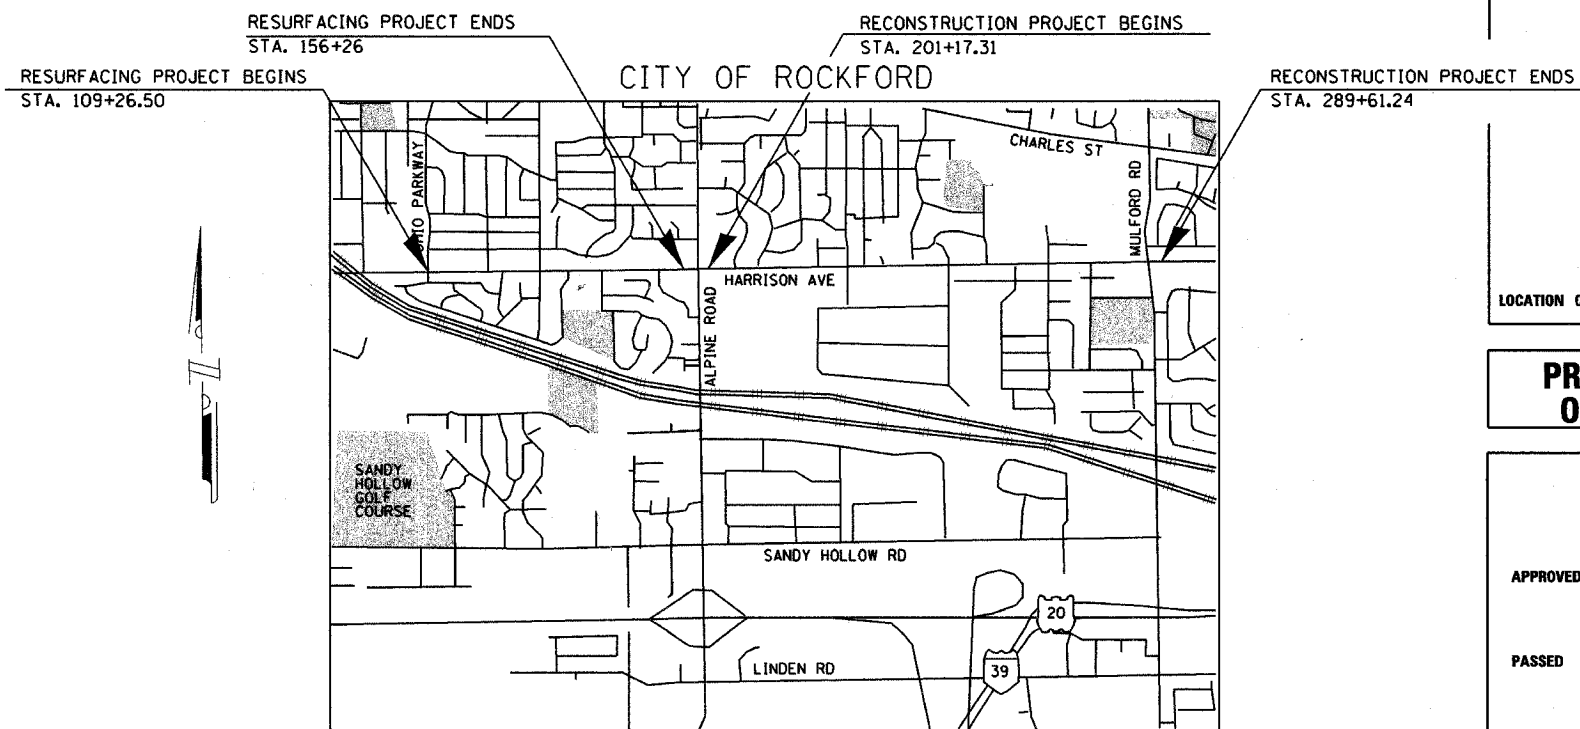 RESURFACING PROJECT ENDS
STA. 156+26
RECONSTRUCTION PROJECT BEGINS
STA. 201+17.31
RESURFACING PROJECT BEGINS
STA. 109+26.50
CITY OF ROCKFORD
RECONSTRUCTION PROJECT ENDS
STA. 289+61.24
CHARLES ST
OHIO PARKWAY
MULFORD RD
HARRISON AVE
ALPINE ROAD
LOCATION
PR
SANDY
HOLLOW
GOLF
COURSE
SANDY HOLLOW RD
APPROVED
20
PASSED
LINDEN RD
39